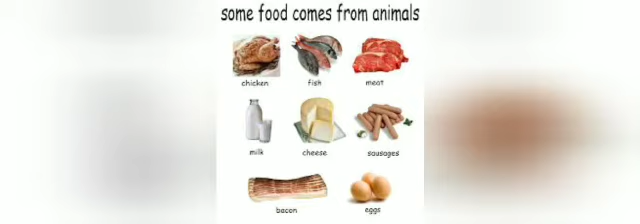 some food comes from animals
chicken fish meat
milk cheese sausages
bacon eggs